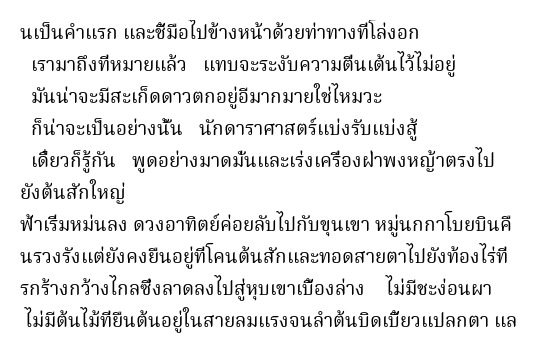 นเป็นคำแรก และชี้มือไปข้างหน้าด้วยท่าทางที่โล่งอก
เรามาถึงที่หมายแล้ว แทบจะระงับความตื่นเต้นไว้ไม่อยู่
มันน่าจะมีสะเก็ดดาวตกอยู่อีมากมายใช่ไหมวะ
ก็น่าจะเป็นอย่างนั้น นักดาราศาสตร์แบ่งรับแบ่งสู้
เดี๋ยวก็รู้กัน พูดอย่างมาดมั่นและเร่งเครื่องฝ่าพงหญ้าตรงไป
ยังต้นสักใหญ่
ฟ้าเริ่มหม่นลง ดวงอาทิตย์ค่อยลับไปกับขุนเขา หมู่นกกาโบยบินคื
นรวงรังแต่ยังคงยืนอยู่ที่โคนต้นสักและทอดสายตาไปยังท้องไร่ที่
รกร้างกว้างไกลซึ่งลาดลงไปสู่หุบเขาเบื้องล่าง ไม่มีชะง่อนผา
ไม่มีต้นไม้ที่ยืนต้นอยู่ในสายลมแรงจนลำต้นบิดเบี้ยวแปลกตา แล